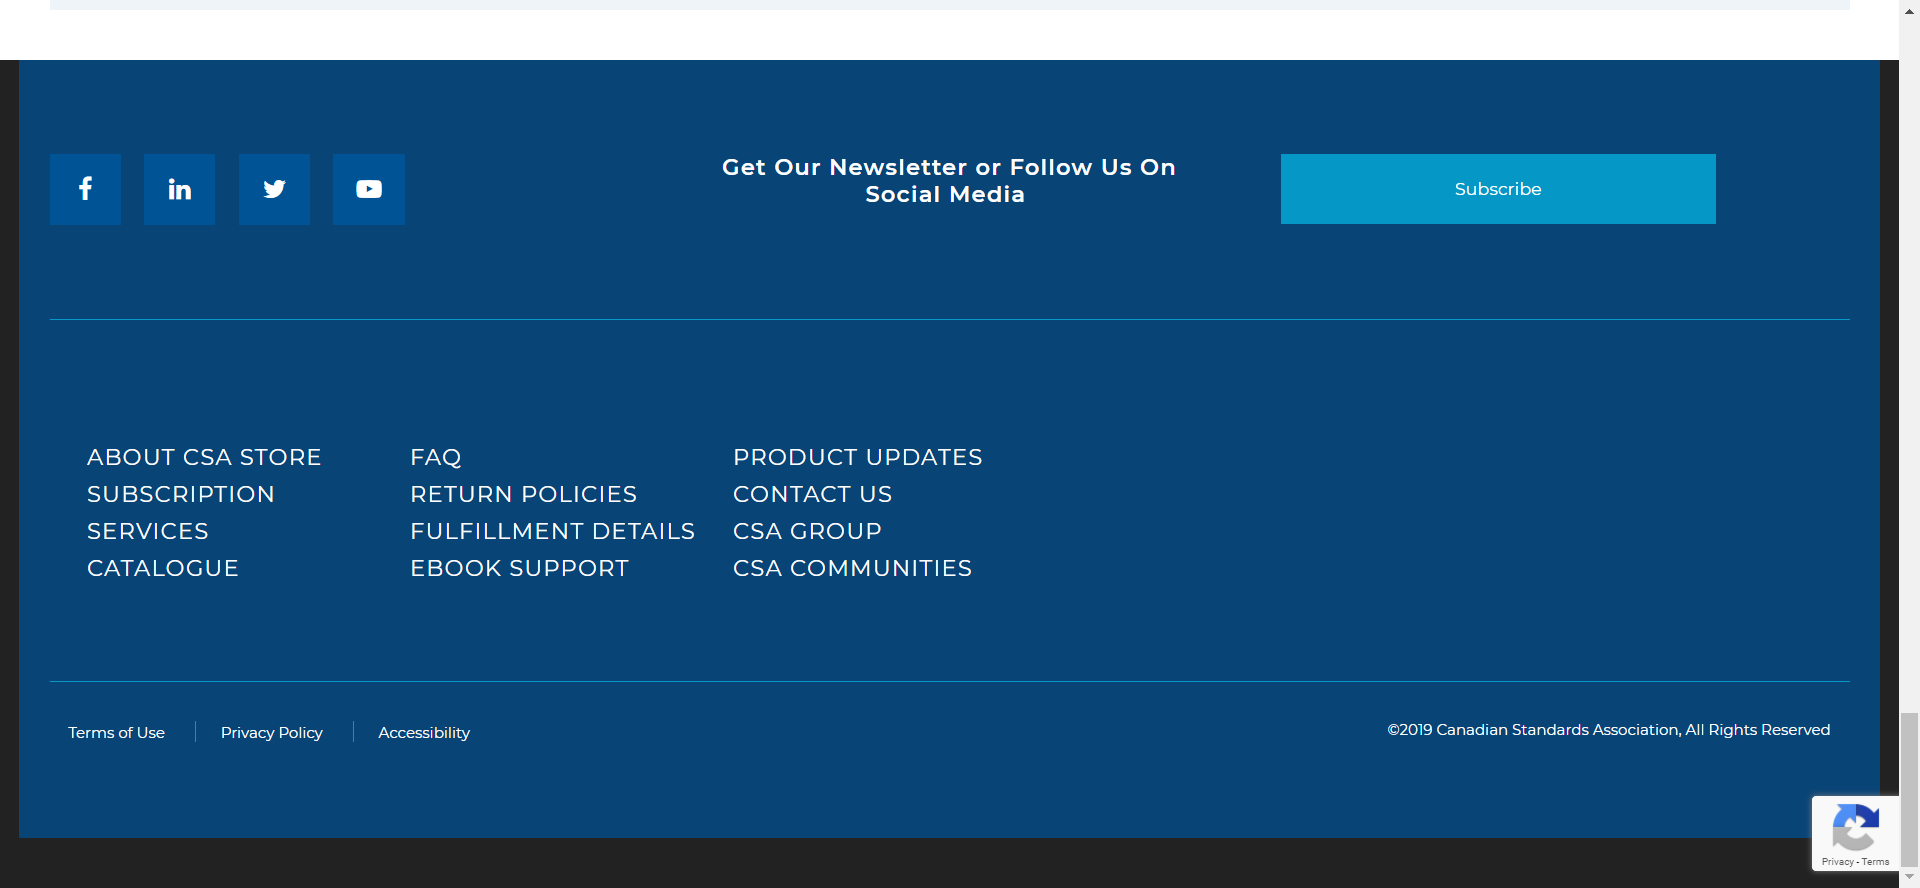 Get Our Newsletter or Follow Us On
Social Media
Subscribe
ABOUT CSA STORE
SUBSCRIPTION
SERVICES
CATALOGUE
FAQ
RETURN POLICIES
FULFILLMENT DETAILS
EBOOK SUPPORT
PRODUCT UPDATES
CONTACT US
CSA GROUP
CSA COMMUNITIES
Terms of Use
Privacy Policy
Accessibility
©2019 Canadian Standards Association, All Rights Reserved
Privacy - Terms